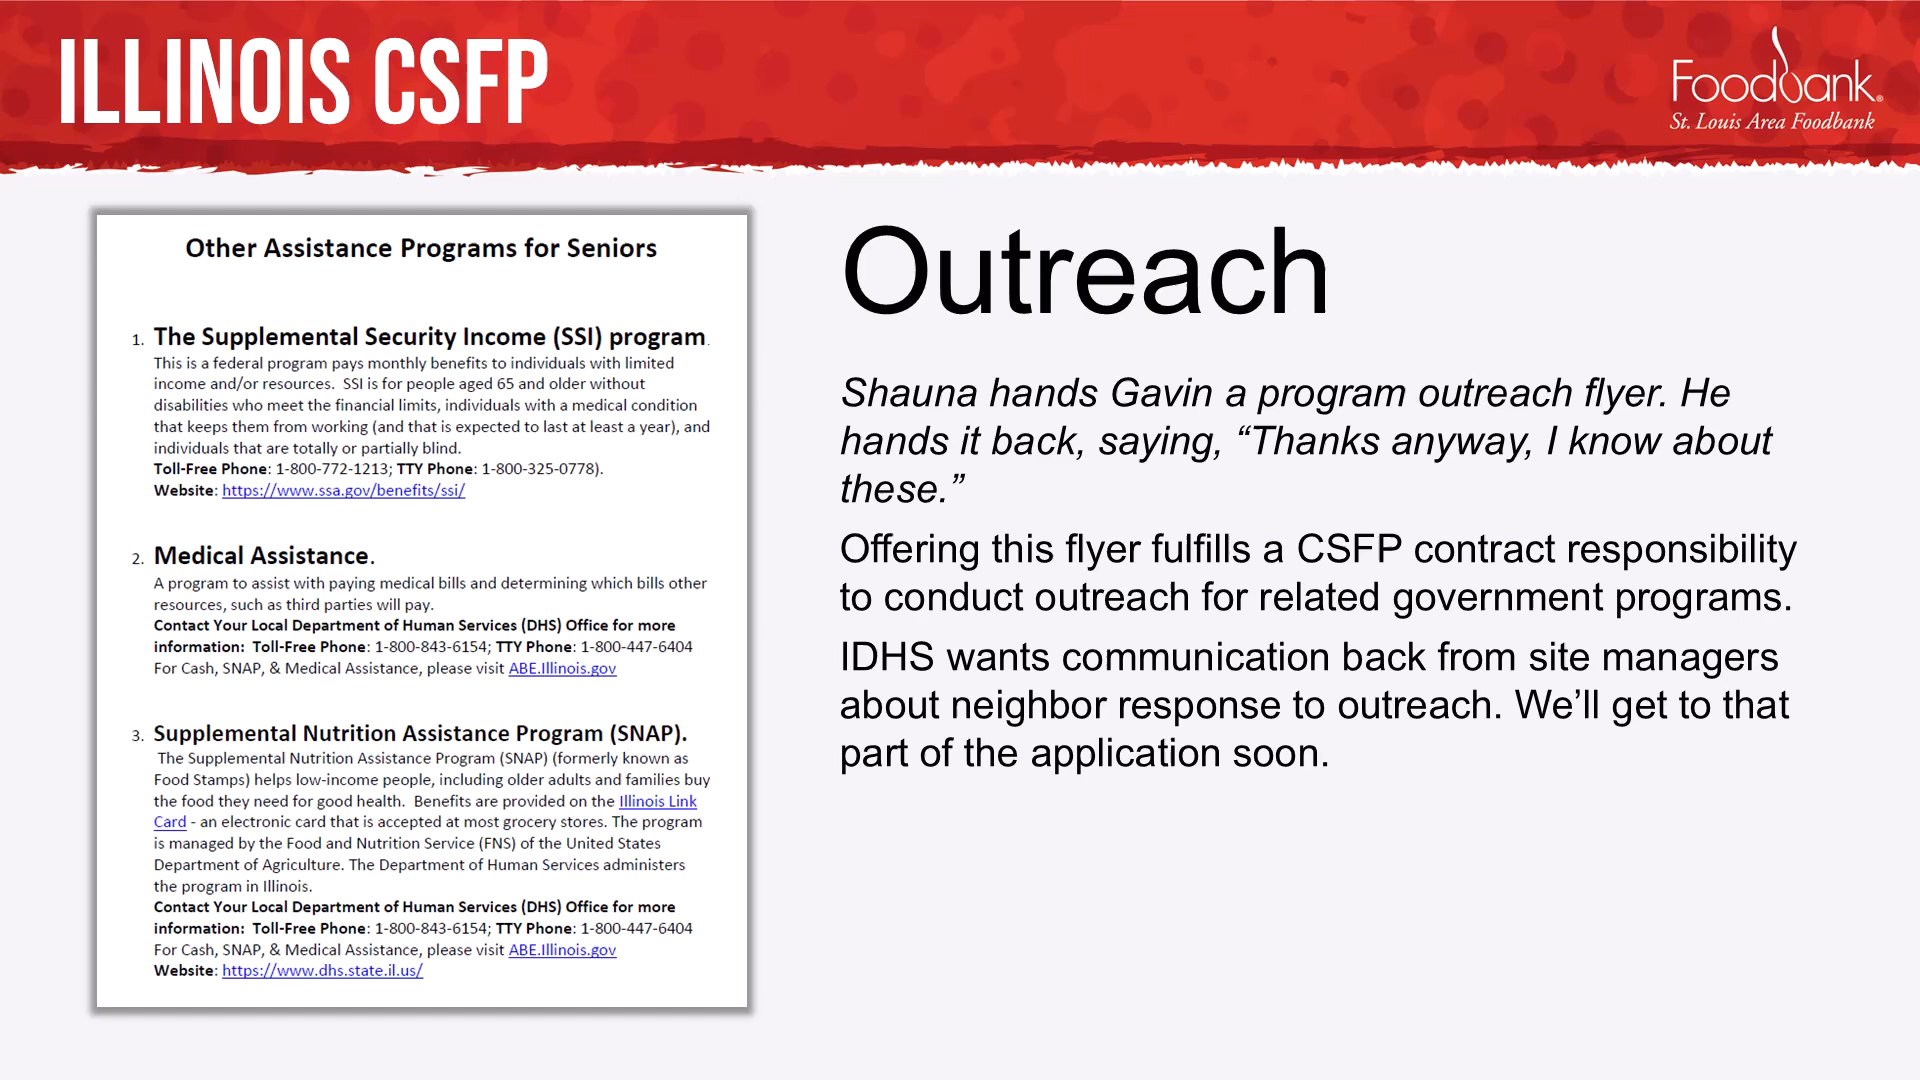 ILLINOIS CSFP
Foodbank®
St. Louis Area Foodbank
Other Assistance Programs for Seniors
1. The Supplemental Security Income (SSI) program.
This is a federal program pays monthly benefits to individuals with limited
income and/or resources.  SSI is for people aged 65 and older without
disabilities who meet the financial limits, individuals with a medical condition
that keeps them from working (and that is expected to last at least a year), and
individuals that are totally or partially blind.
Toll-Free Phone: 1-800-772-1213; TTY Phone: 1-800-325-0778).
Website: https://www.ssa.gov/benefits/ssi/
2. Medical Assistance.
A program to assist with paying medical bills and determining which bills other
resources, such as third parties will pay.
Contact Your Local Department of Human Services (DHS) Office for more
information:  Toll-Free Phone: 1-800-843-6154; TTY Phone: 1-800-447-6404
For Cash, SNAP, & Medical Assistance, please visit ABE.Illinois.gov
3. Supplemental Nutrition Assistance Program (SNAP).
The Supplemental Nutrition Assistance Program (SNAP) (formerly known as
Food Stamps) helps low-income people, including older adults and families buy
the food they need for good health.  Benefits are provided on the Illinois Link
Card - an electronic card that is accepted at most grocery stores. The program
is managed by the Food and Nutrition Service (FNS) of the United States
Department of Agriculture. The Department of Human Services administers
the program in Illinois.
Contact Your Local Department of Human Services (DHS) Office for more
information:  Toll-Free Phone: 1-800-843-6154; TTY Phone: 1-800-447-6404
For Cash, SNAP, & Medical Assistance, please visit ABE.Illinois.gov
Website: https://www.dhs.state.il.us/
Outreach
Shauna hands Gavin a program outreach flyer. He
hands it back, saying, “Thanks anyway, I know about
these.”
Offering this flyer fulfills a CSFP contract responsibility
to conduct outreach for related government programs.
IDHS wants communication back from site managers
about neighbor response to outreach. We’ll get to that
part of the application soon.